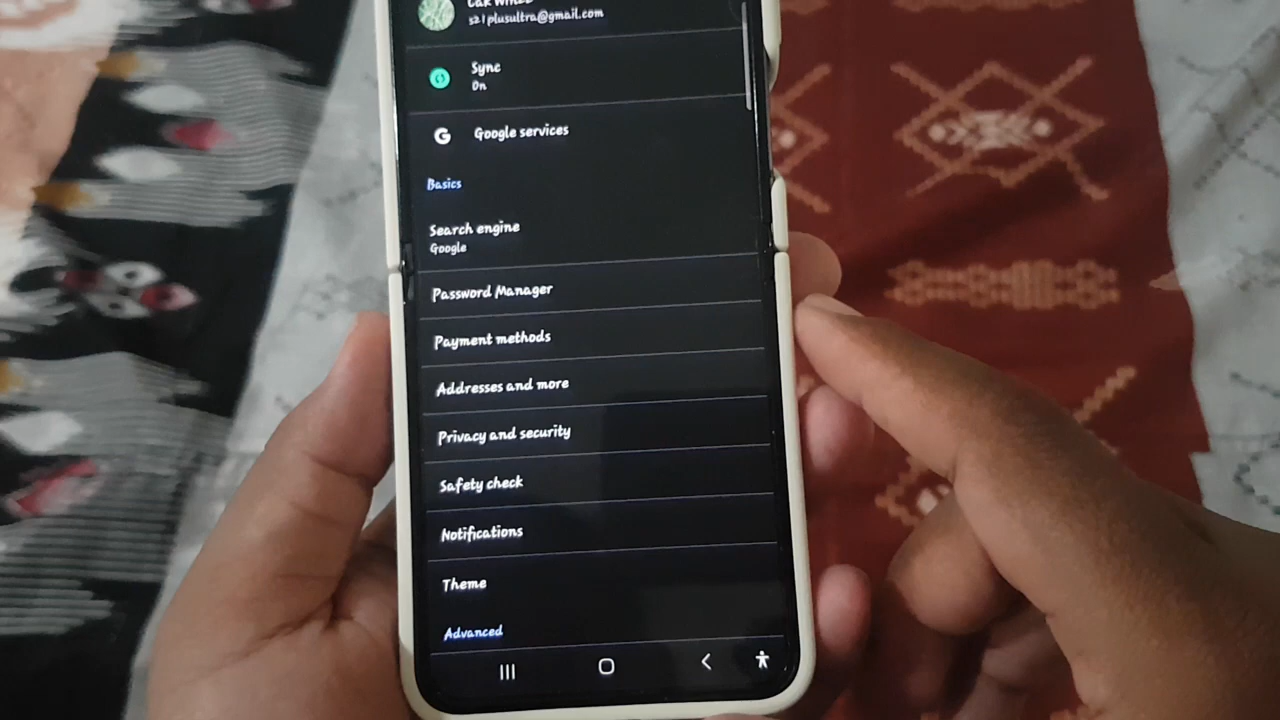 s21plusultra@gmail.com
Sync
On
Google services
Basics
Search engine
Google
Password Manager
Payment methods
Addresses and more
Privacy and security
Safety check
Notifications
Theme
Advanced